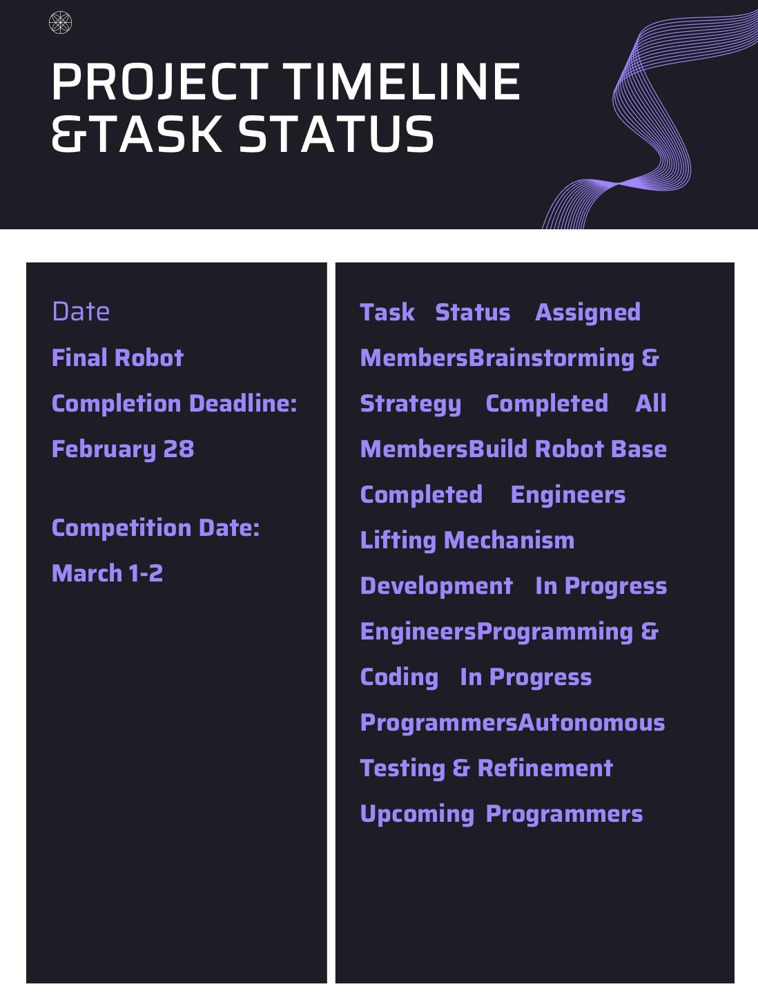 PROJECT TIMELINE
&TASK STATUS
Date
Final Robot
Completion Deadline:
February 28
Competition Date:
March 1-2
Task Status Assigned
MembersBrainstorming &
Strategy Completed All
MembersBuild Robot Base
Completed Engineers
Lifting Mechanism
Development In Progress
EngineersProgramming &
Coding In Progress
ProgrammersAutonomous
Testing & Refinement
Upcoming Programmers